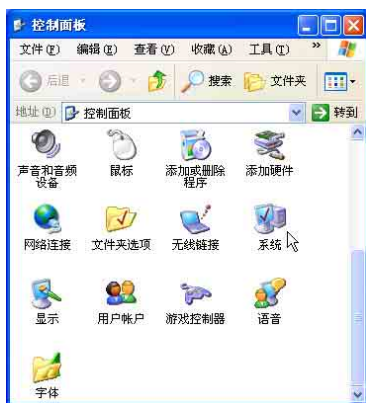 控制面板
文件(F) 编辑(E) 查看(V) 收藏(A) 工具(T) »
后退 搜索 文件夹
地址(D) 控制面板 转到
声音和音频设备 鼠标 添加或删除程序 添加硬件
网络连接 文件夹选项 无线链接 系统
显示 用户帐户 游戏控制器 语音
字体